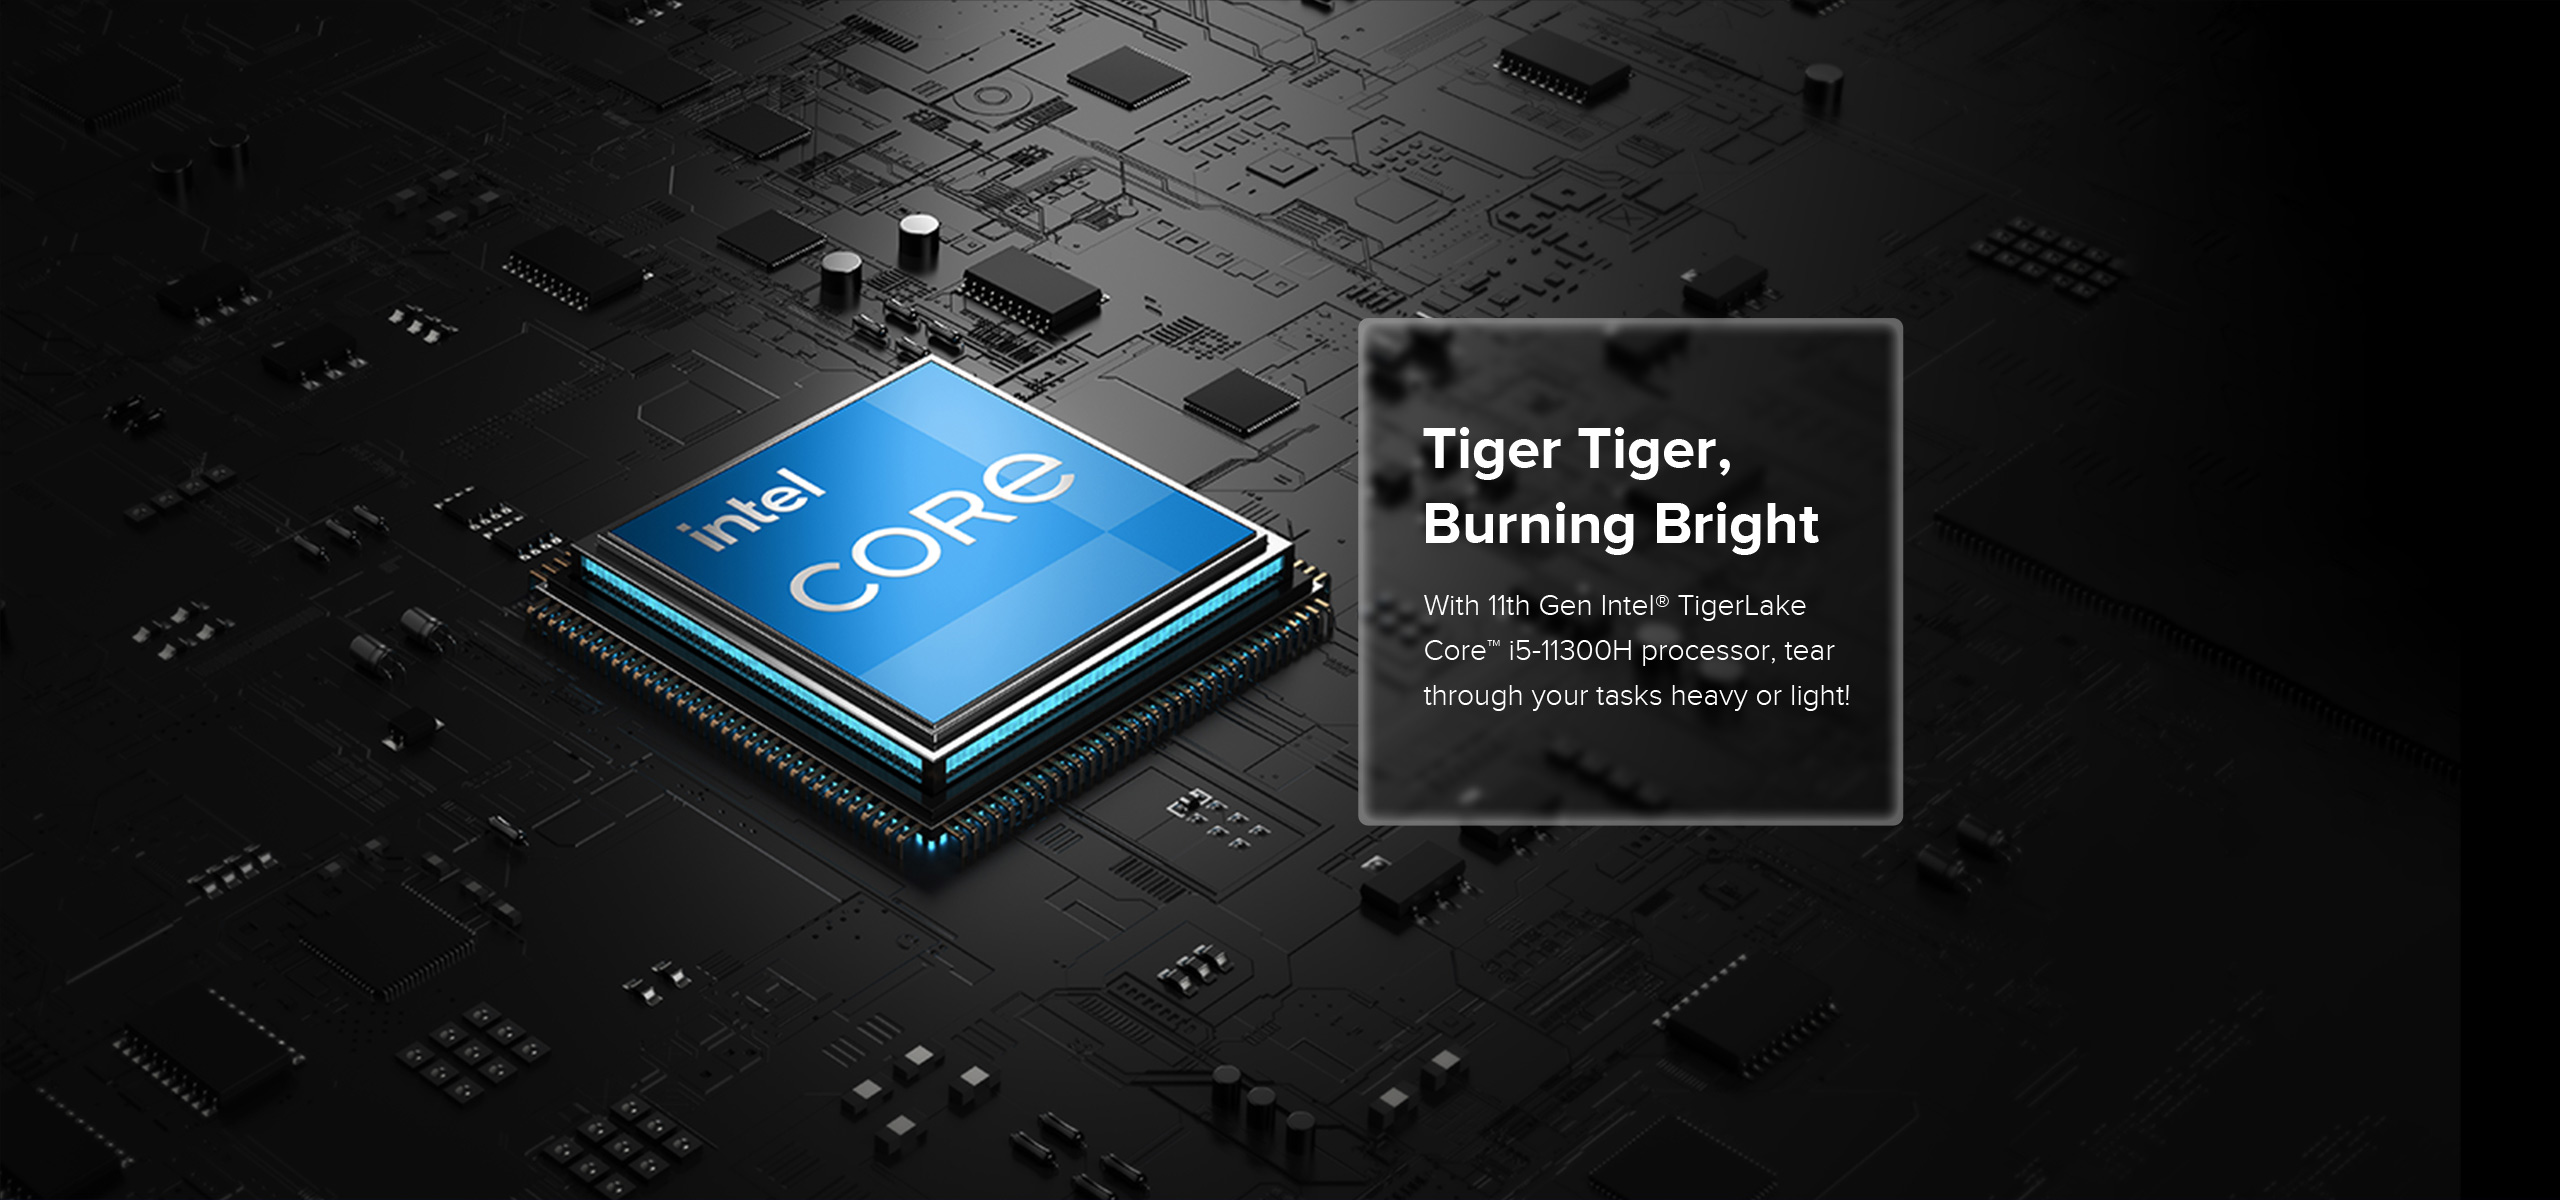 intel
CORe
Tiger Tiger,
Burning Bright
With 11th Gen Intel® TigerLake
Core™ i5-11300H processor, tear
through your tasks heavy or light!